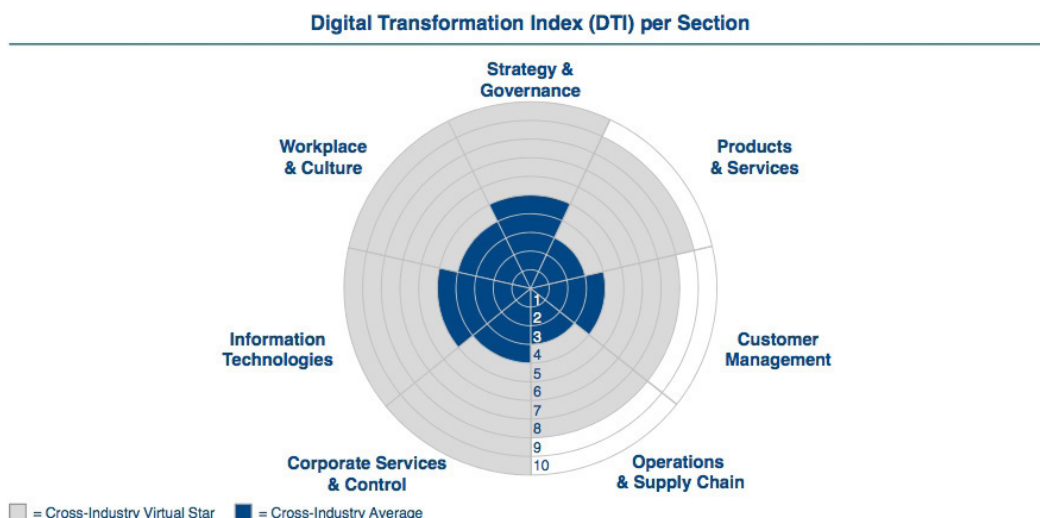 Digital Transformation Index (DTI) per Section
Strategy &
Governance
Workplace
& Culture
Products
& Services
1
2
3
4
5
6
7
8
9
10
Information
Technologies
Customer
Management
Corporate Services
& Control
Operations
& Supply Chain
= Cross-Industry Virtual Star
= Cross-Industry Average